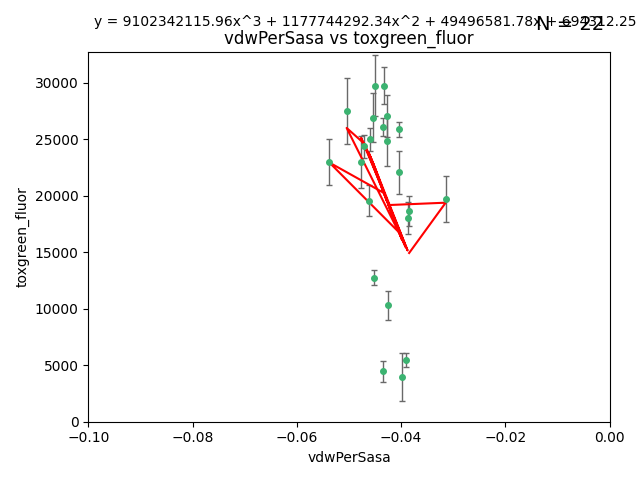 y = 9102342115.96x^3 + 1177744292.34x^2 + 49496581.78x + 694312.25
N = 22
vdwPerSasa vs toxgreen_fluor
toxgreen_fluor
30000
25000
20000
15000
10000
5000
0
−0.10 −0.08 −0.06 −0.04 −0.02 0.00
vdwPerSasa